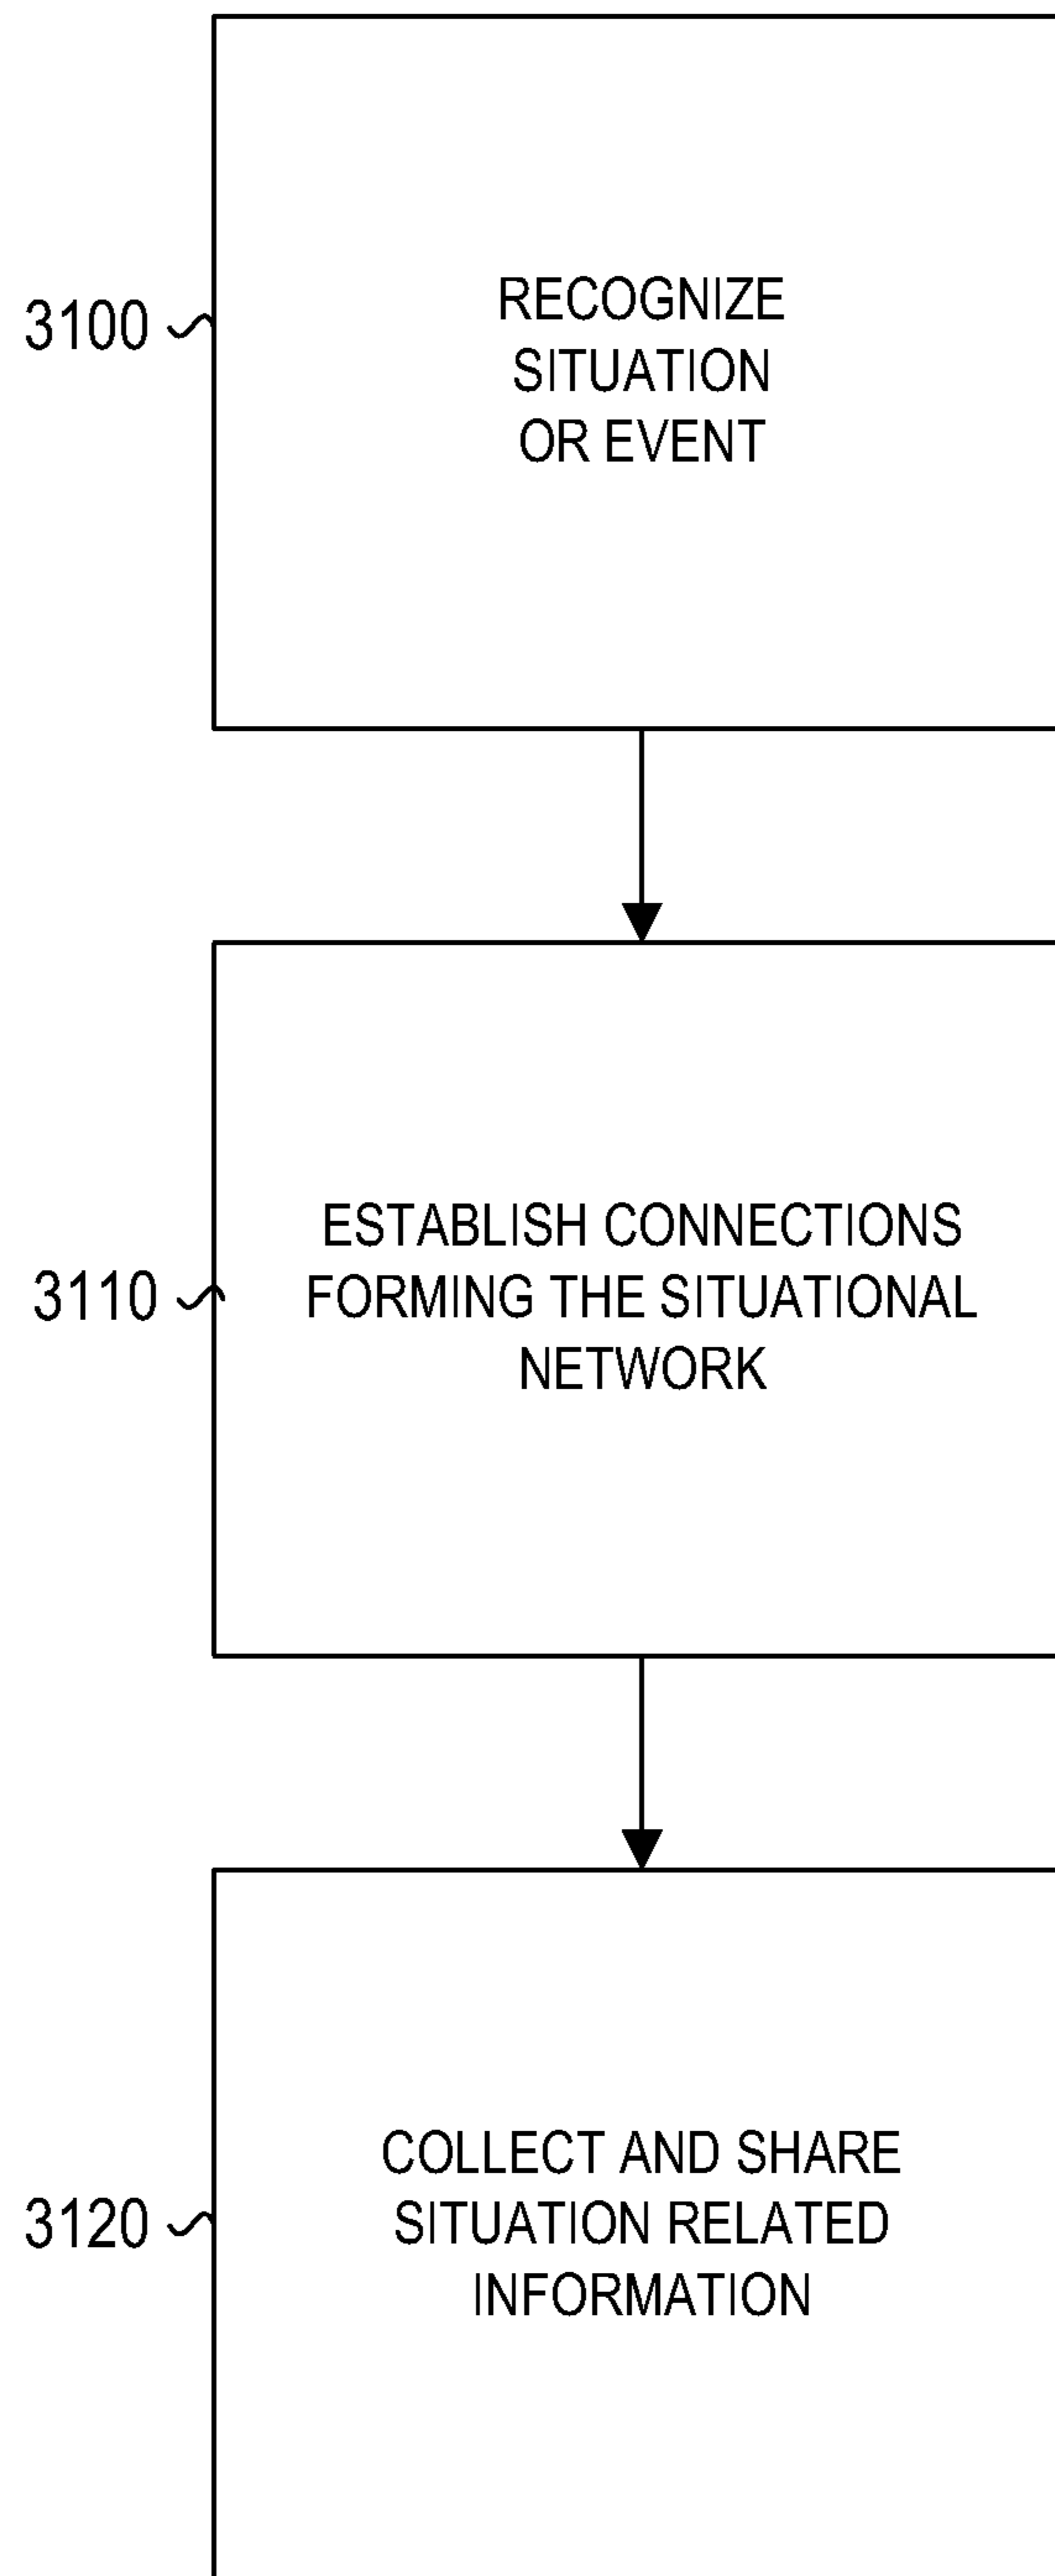 3100
RECOGNIZE
SITUATION
OR EVENT
3110
ESTABLISH CONNECTIONS
FORMING THE SITUATIONAL
NETWORK
3120
COLLECT AND SHARE
SITUATION RELATED
INFORMATION